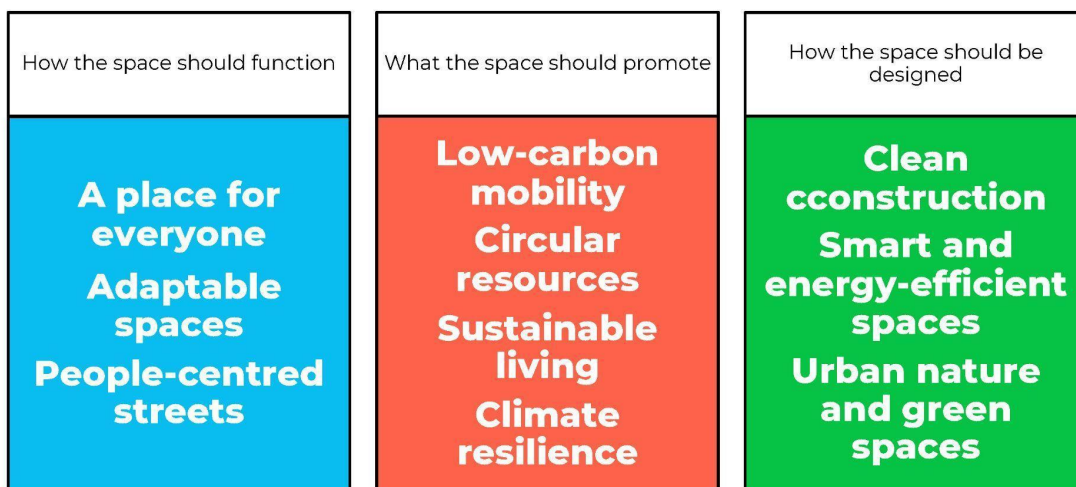 How the space should function
A place for
everyone
Adaptable
spaces
People-centred
streets
What the space should promote
Low-carbon
mobility
Circular
resources
Sustainable
living
Climate
resilience
How the space should be
designed
Clean
cconstruction
Smart and
energy-efficient
spaces
Urban nature
and green
spaces